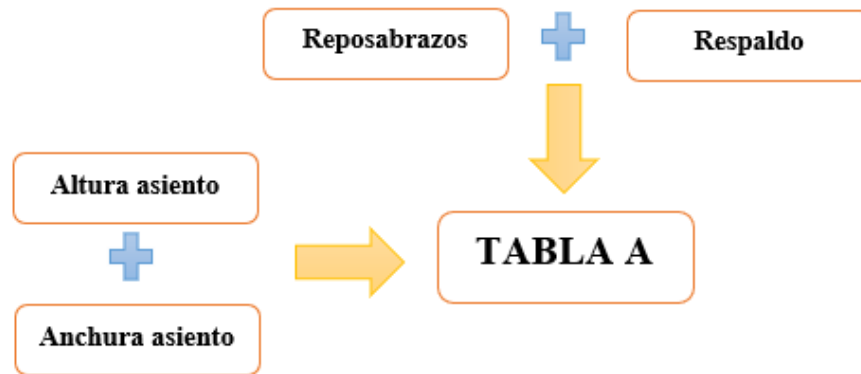 Reposabrazos
Respaldo
Altura asiento
TABLA A
Anchura asiento